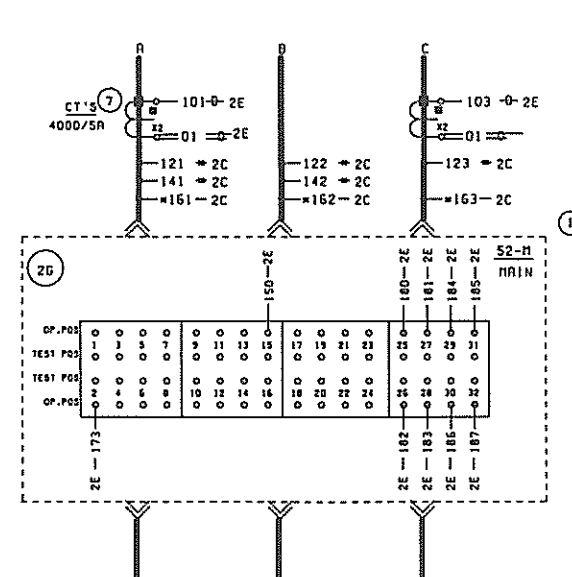 A B C
CT'S 7 101 2E 103 2E
4000/5A X2 01 2E X2 01
121 2C 122 2C 123 2C
141 2C 142 2C
*161 2C *162 2C *163 2C
1
2G 52-M
MAIN
150—2E 180—2E 181—2E 184—2E 185—2E
OP.POS
1 3 5 7 9 11 13 15 17 19 21 23 25 27 29 31
TEST POS
TEST POS
2 4 6 8 10 12 14 16 18 20 22 24 26 28 30 32
OP.POS
2E—173 2E—182 2E—183 2E—186 2E—187